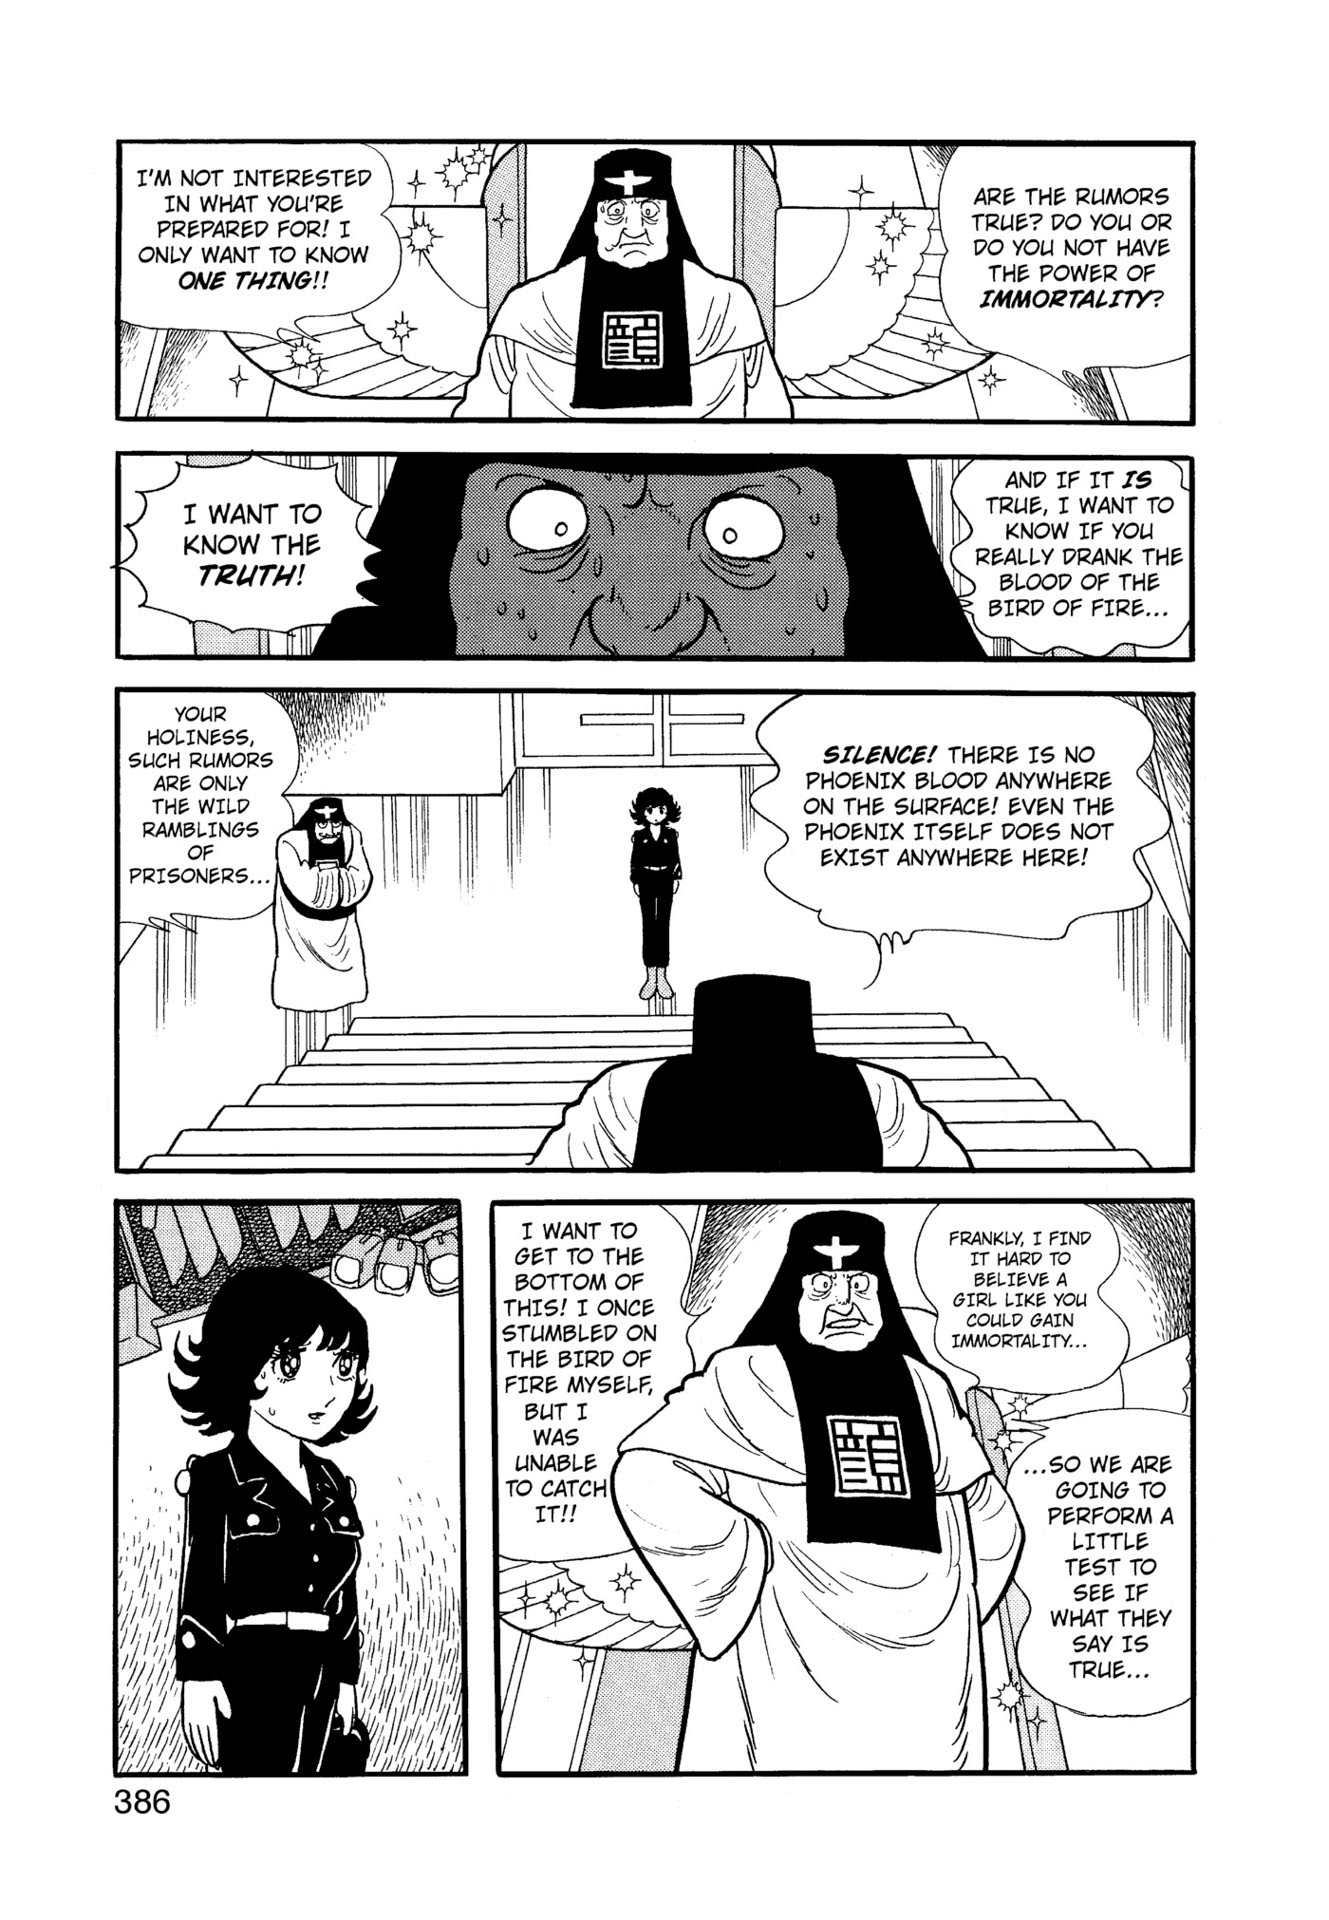 I'M NOT INTERESTED
IN WHAT YOU'RE
PREPARED FOR! I
ONLY WANT TO KNOW
ONE THING!!
ARE THE RUMORS
TRUE? DO YOU OR
DO YOU NOT HAVE
THE POWER OF
IMMORTALITY?
I WANT TO
KNOW THE
TRUTH!
AND IF IT IS
TRUE, I WANT TO
KNOW IF YOU
REALLY DRANK THE
BLOOD OF THE
BIRD OF FIRE...
YOUR
HOLINESS,
SUCH RUMORS
ARE ONLY
THE WILD
RAMBLINGS
OF
PRISONERS...
SILENCE! THERE IS NO
PHOENIX BLOOD ANYWHERE
ON THE SURFACE! EVEN THE
PHOENIX ITSELF DOES NOT
EXIST ANYWHERE HERE!
I WANT TO
GET TO THE
BOTTOM OF
THIS! I ONCE
STUMBLED ON
THE BIRD OF
FIRE MYSELF,
BUT I
WAS
UNABLE
TO CATCH
IT!!
FRANKLY, I FIND
IT HARD TO
BELIEVE A
GIRL LIKE YOU
COULD GAIN
IMMORTALITY...
...SO WE ARE
GOING TO
PERFORM A
LITTLE
TEST TO
SEE IF
WHAT THEY
SAY IS
TRUE...
386